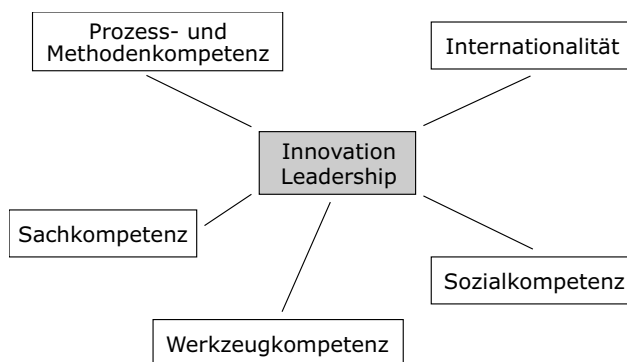 Prozess- und
Methodenkompetenz
Internationalität
Innovation
Leadership
Sachkompetenz
Sozialkompetenz
Werkzeugkompetenz